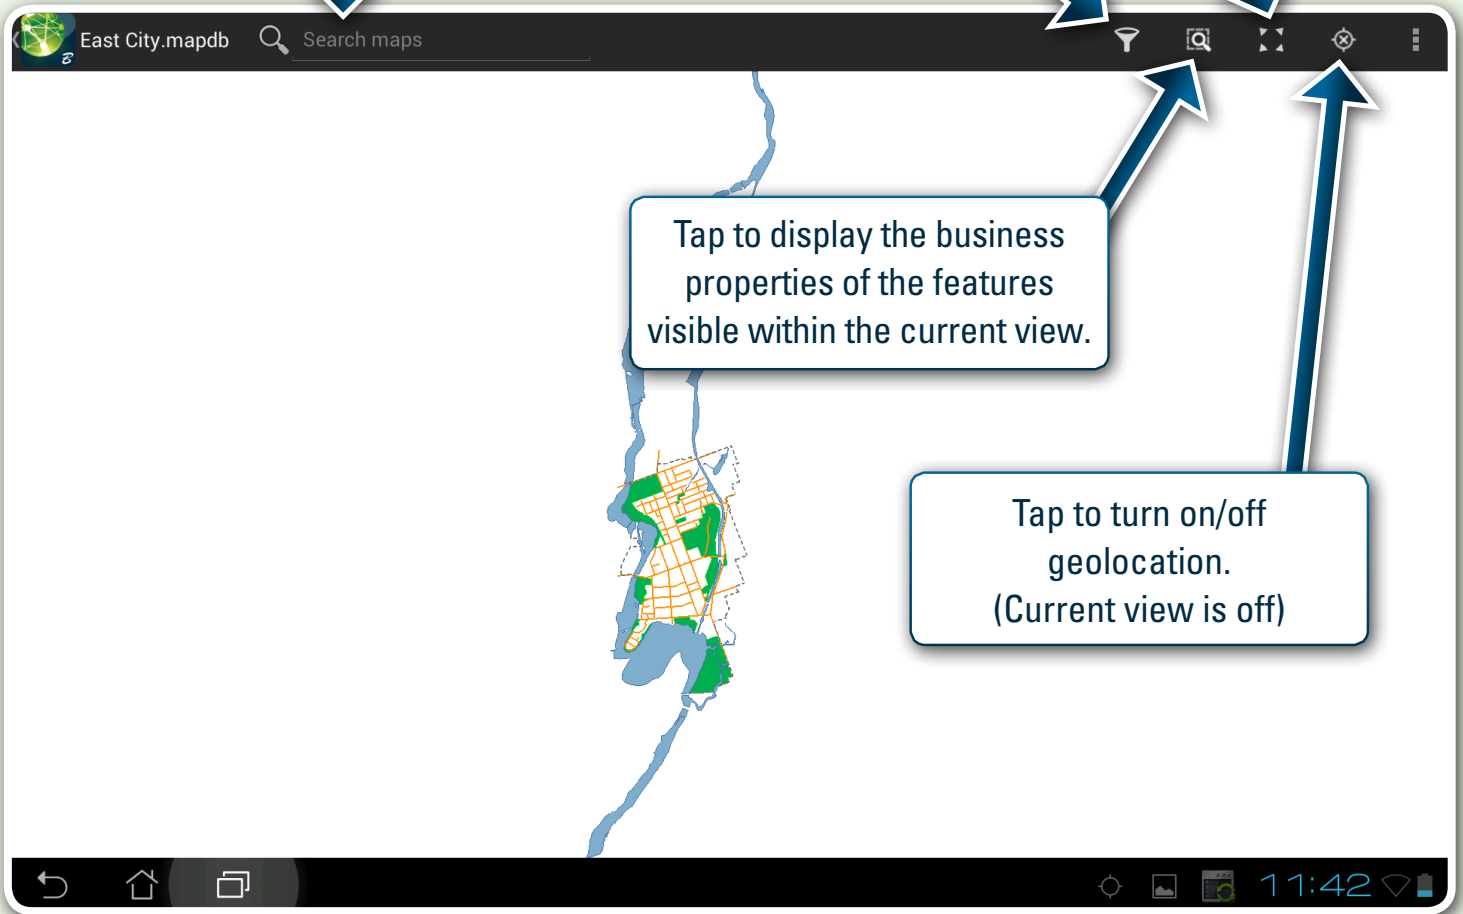 East City.mapdb
Search maps
B
Tap to display the business
properties of the features
visible within the current view.
Tap to turn on/off
geolocation.
(Current view is off)
11:42